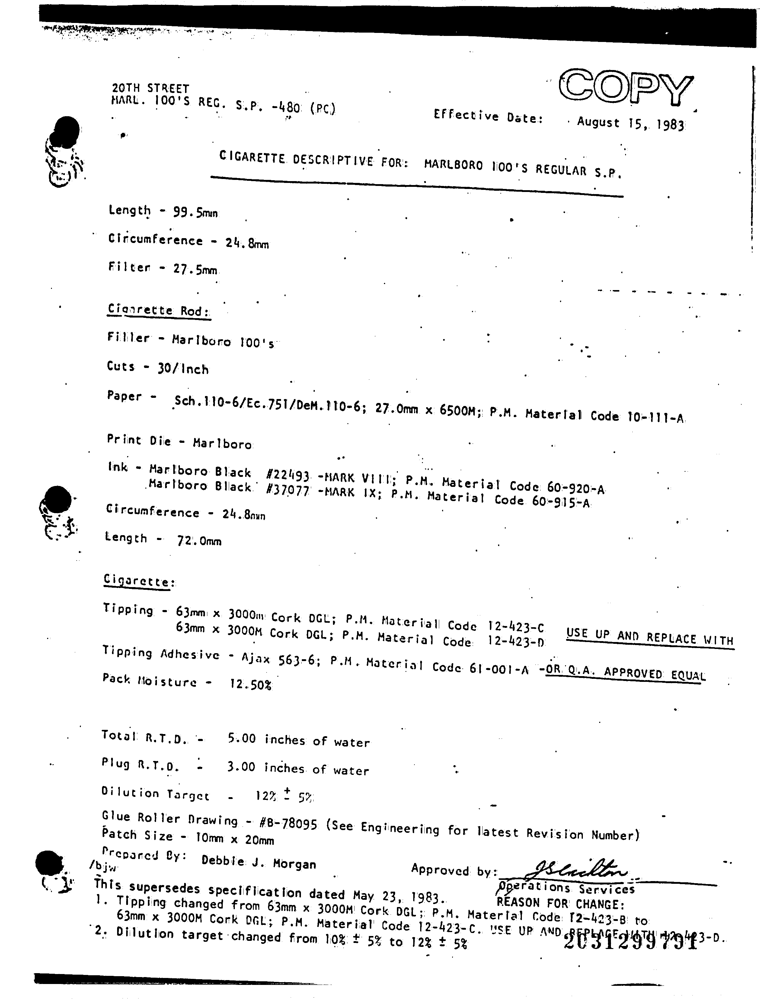 COPY
20TH STREET
MARL. 100'S REG. S.P. -480 (PC)
Effective Date: August 15, 1983
CIGARETTE DESCRIPTIVE FOR: MARLBORO 100'S REGULAR S.P.
Length - 99.5mm
Circumference - 24.8mm
Filter - 27.5mm
Cigarette Rod:
Filler - Marlboro 100's
Cuts - 30/Inch
Paper - Sch.110-6/Ec.751/DeM.110-6; 27.0mm x 6500M; P.M. Material Code 10-111-A
Print Die - Marlboro
Ink - Marlboro Black #22493 -MARK VIII; P.M. Material Code 60-920-A
Marlboro Black #37077 -MARK IX; P.M. Material Code 60-915-A
Circumference - 24.8mm
Length - 72.0mm
Cigarette:
Tipping - 63mm x 3000m Cork DGL; P.M. Material Code 12-423-C USE UP AND REPLACE WITH
63mm x 3000M Cork DGL; P.M. Material Code 12-423-D
Tipping Adhesive - Ajax 563-6; P.M. Material Code 61-001-A -OR Q.A. APPROVED EQUAL
Pack Moisture - 12.50%
Total R.T.D. - 5.00 inches of water
Plug R.T.D. - 3.00 inches of water
Dilution Target - 12% ± 5%
Glue Roller Drawing - #B-78095 (See Engineering for latest Revision Number)
Patch Size - 10mm x 20mm
Prepared By: Debbie J. Morgan
/bjw
Approved by:
Operations Services
This supersedes specification dated May 23, 1983. REASON FOR CHANGE:
1. Tipping changed from 63mm x 3000M Cork DGL; P.M. Material Code 12-423-B to
63mm x 3000M Cork DGL; P.M. Material Code 12-423-C. USE UP AND REPLACE WITH 12-423-D.
2. Dilution target changed from 10% ± 5% to 12% ± 5%
2031299791